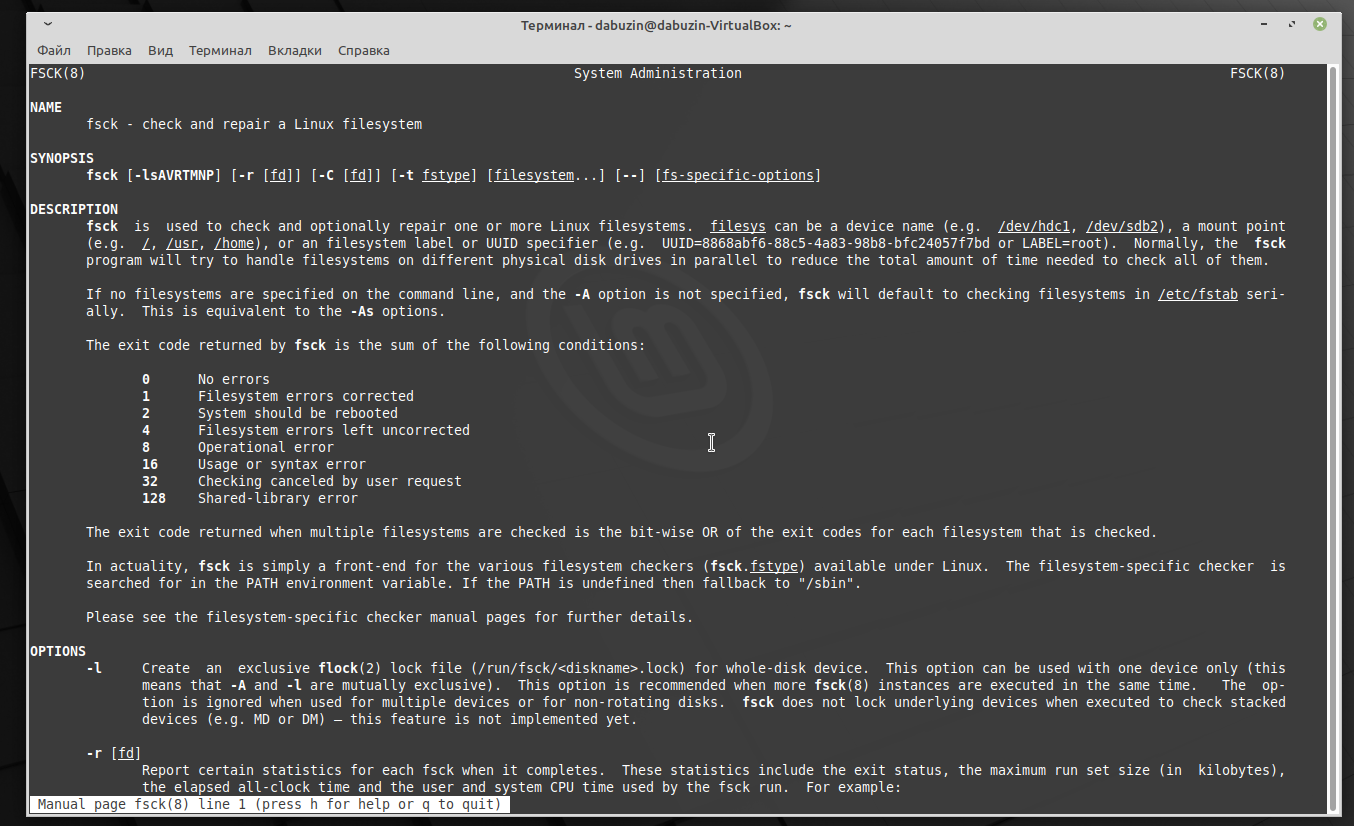 Терминал - dabuzin@dabuzin-VirtualBox: ~
Файл Правка Вид Терминал Вкладки Справка
FSCK(8) System Administration FSCK(8)
NAME
fsck - check and repair a Linux filesystem
SYNOPSIS
fsck [-lsAVRTMNP] [-r [fd]] [-C [fd]] [-t fstype] [filesystem...] [--] [fs-specific-options]
DESCRIPTION
fsck is used to check and optionally repair one or more Linux filesystems. filesys can be a device name (e.g. /dev/hdc1, /dev/sdb2), a mount point
(e.g. /, /usr, /home), or an filesystem label or UUID specifier (e.g. UUID=8868abf6-88c5-4a83-98b8-bfc24057f7bd or LABEL=root). Normally, the fsck
program will try to handle filesystems on different physical disk drives in parallel to reduce the total amount of time needed to check all of them.
If no filesystems are specified on the command line, and the -A option is not specified, fsck will default to checking filesystems in /etc/fstab seri-
ally. This is equivalent to the -As options.
The exit code returned by fsck is the sum of the following conditions:
0 No errors
1 Filesystem errors corrected
2 System should be rebooted
4 Filesystem errors left uncorrected
8 Operational error
16 Usage or syntax error
32 Checking canceled by user request
128 Shared-library error
The exit code returned when multiple filesystems are checked is the bit-wise OR of the exit codes for each filesystem that is checked.
In actuality, fsck is simply a front-end for the various filesystem checkers (fsck.fstype) available under Linux. The filesystem-specific checker is
searched for in the PATH environment variable. If the PATH is undefined then fallback to "/sbin".
Please see the filesystem-specific checker manual pages for further details.
OPTIONS
-l Create an exclusive flock(2) lock file (/run/fsck/<diskname>.lock) for whole-disk device. This option can be used with one device only (this
means that -A and -l are mutually exclusive). This option is recommended when more fsck(8) instances are executed in the same time. The op-
tion is ignored when used for multiple devices or for non-rotating disks. fsck does not lock underlying devices when executed to check stacked
devices (e.g. MD or DM) – this feature is not implemented yet.
-r [fd]
Report certain statistics for each fsck when it completes. These statistics include the exit status, the maximum run set size (in kilobytes),
the elapsed all-clock time and the user and system CPU time used by the fsck run. For example:
Manual page fsck(8) line 1 (press h for help or q to quit)